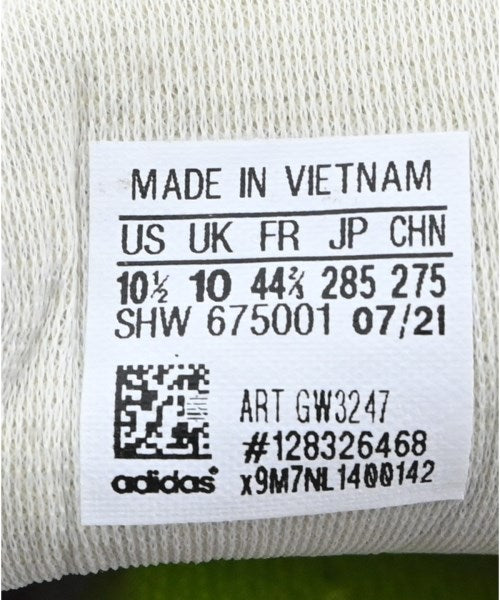 MADE IN VIETNAM
US UK FR JP CHN
10½ 10 44⅔ 285 275
SHW 675001 07/21
ART GW3247
#128326468
adidas® x9M7NL1400142